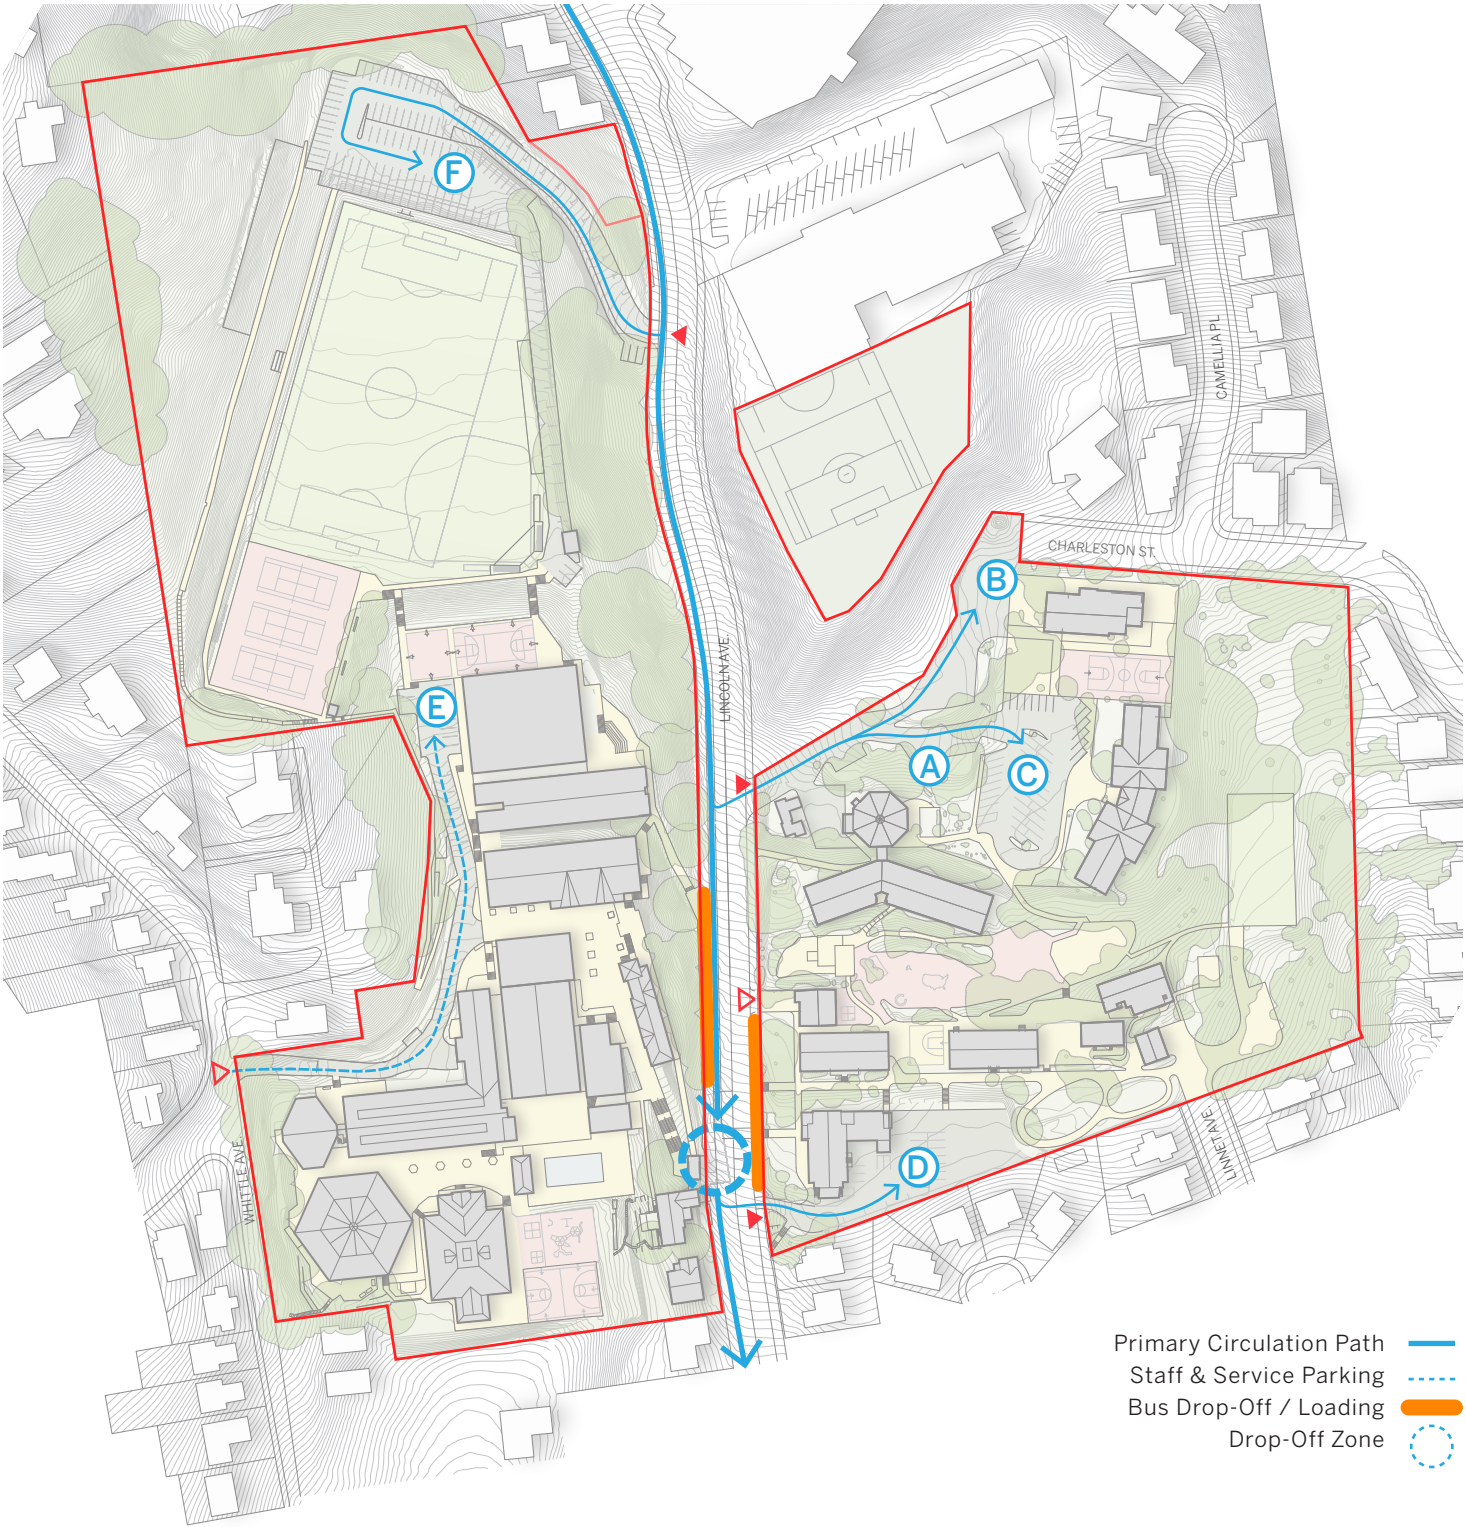 F
CAMELLIA PL
CHARLESTON ST.
B
LINCOLN AVE.
E
A
C
D
LINNET AVE.
WHITTLE AVE.
Primary Circulation Path
Staff & Service Parking
Bus Drop-Off / Loading
Drop-Off Zone